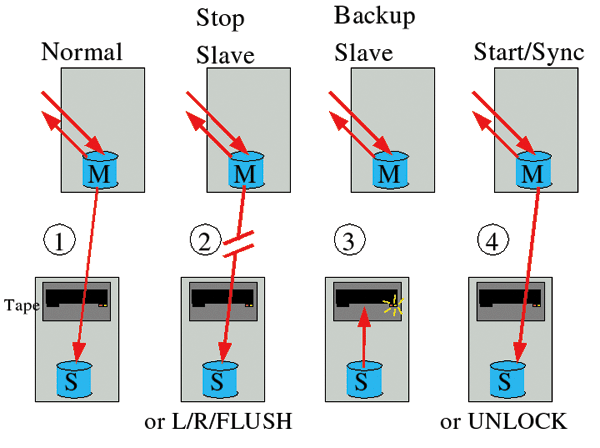 Normal
Stop
Slave
Backup
Slave
Start/Sync
M
M
M
M
1
2
3
4
Tape
S
S
S
S
or L/R/FLUSH
or UNLOCK